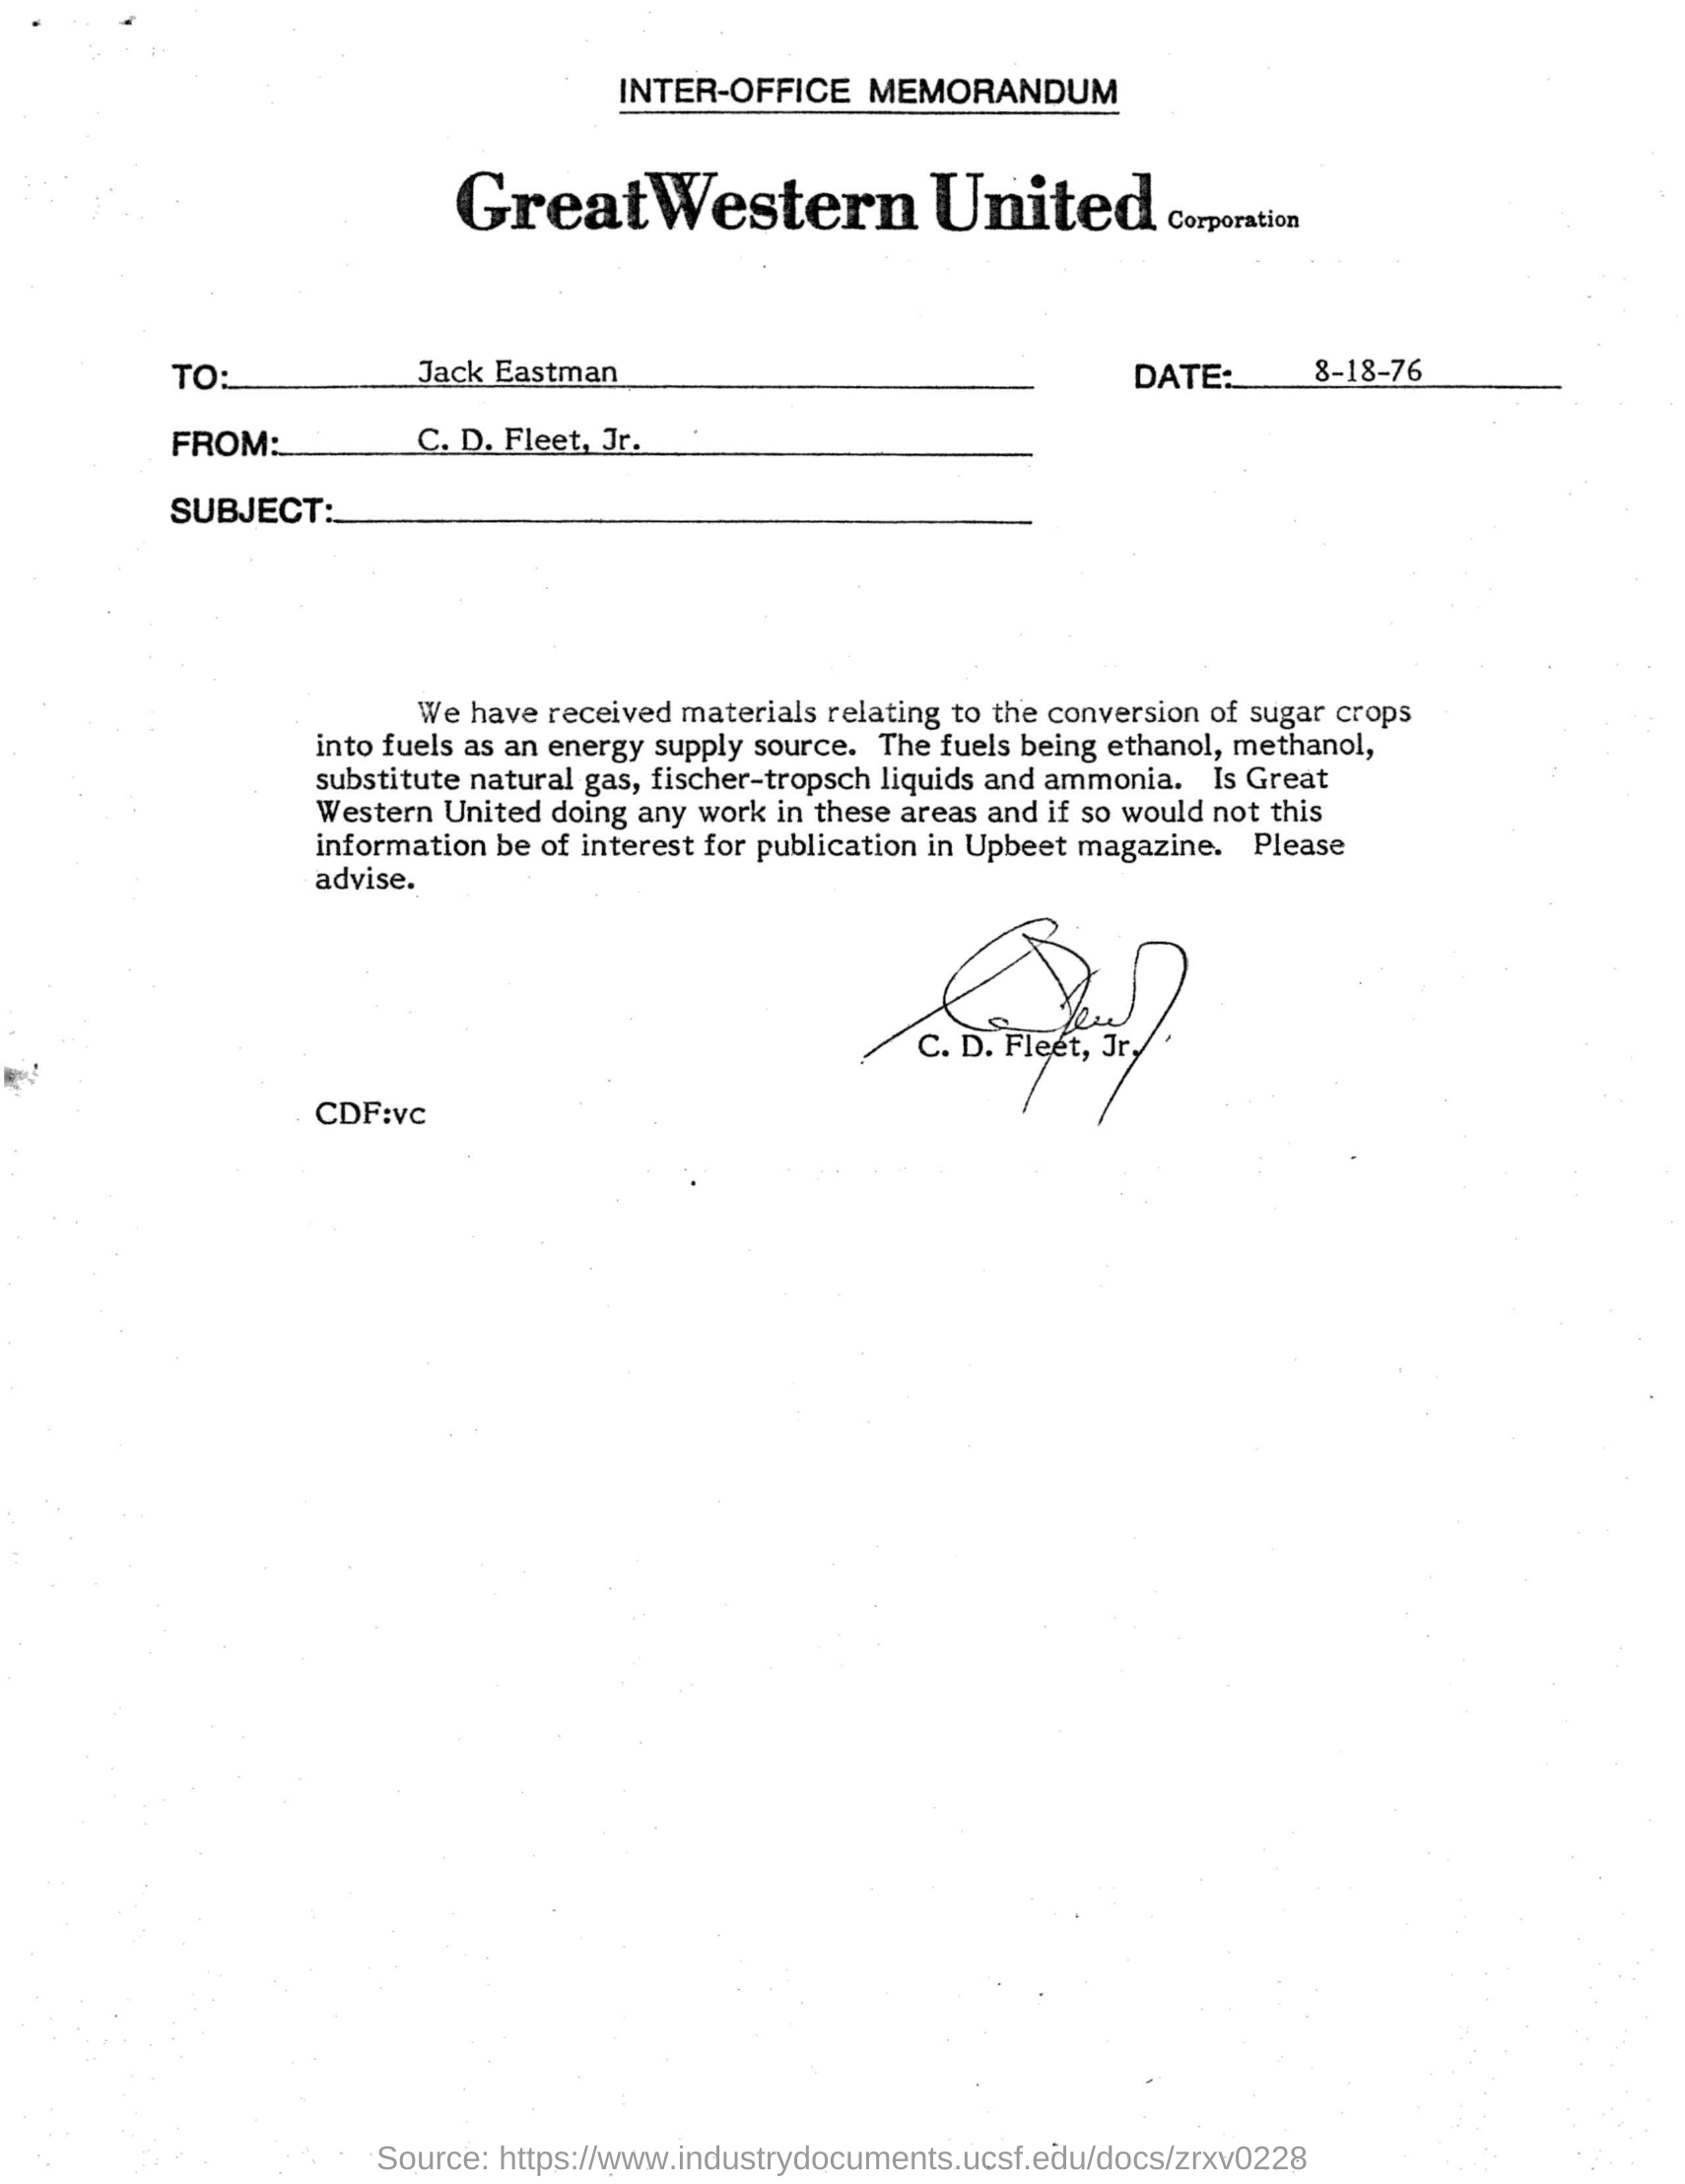 INTER-OFFICE MEMORANDUM
Great Western United Corporation
TO: Jack Eastman DATE: 8-18-76
FROM: C. D. Fleet, Jr.
SUBJECT:
We have received materials relating to the conversion of sugar crops
into fuels as an energy supply source. The fuels being ethanol, methanol,
substitute natural gas, fischer-tropsch liquids and ammonia. Is Great
Western United doing any work in these areas and if so would not this
information be of interest for publication in Upbeet magazine. Please
advise.
C. D. Fleet, Jr.
CDF:vc
Source: https://www.industrydocuments.ucsf.edu/docs/zrxv0228